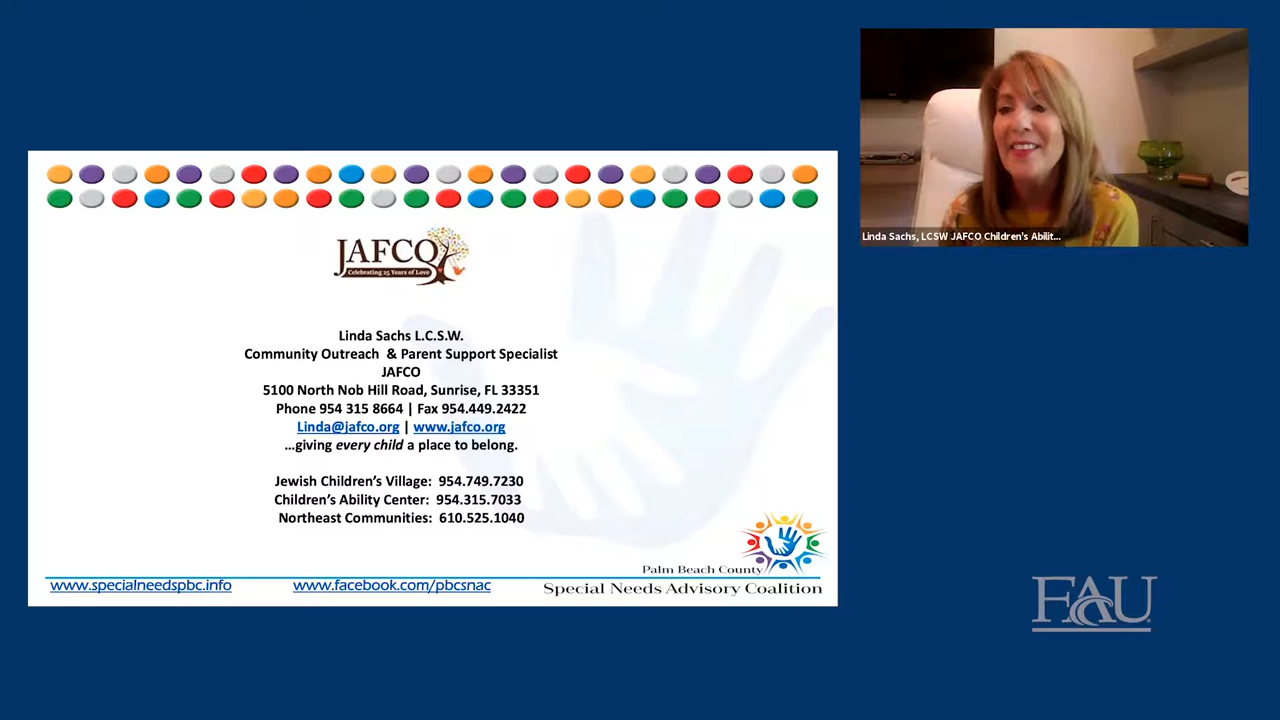 JAFCO
Celebrating 25 Years of Love
Linda Sachs L.C.S.W.
Community Outreach & Parent Support Specialist
JAFCO
5100 North Nob Hill Road, Sunrise, FL 33351
Phone 954 315 8664 | Fax 954.449.2422
Linda@jafco.org | www.jafco.org
...giving every child a place to belong.
Jewish Children's Village: 954.749.7230
Children's Ability Center: 954.315.7033
Northeast Communities: 610.525.1040
Palm Beach County
www.specialneedspbc.info
www.facebook.com/pbcsnac
Special Needs Advisory Coalition
Linda Sachs, LCSW JAFCO Children's Abilit...
FAU